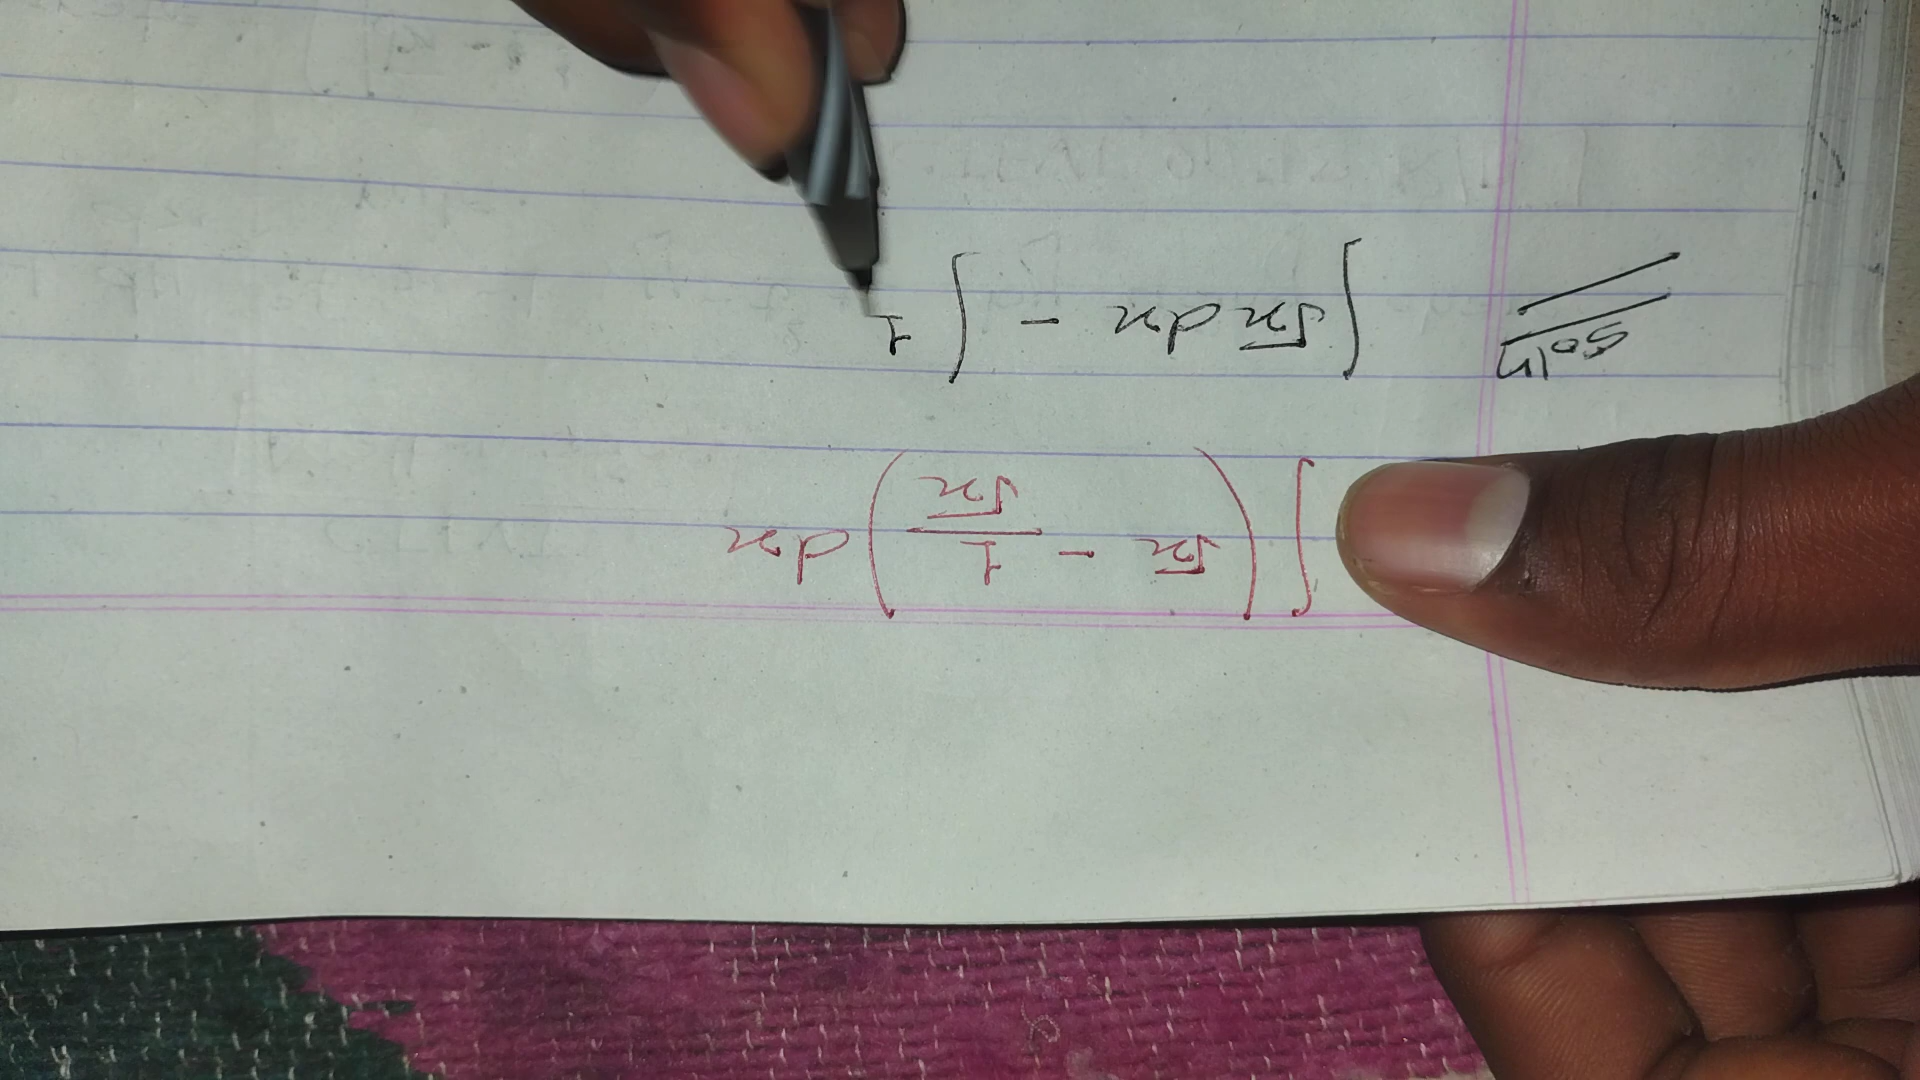 ∫ (√x - 1/√x) dx
Soln
∫ √x dx - ∫ 1